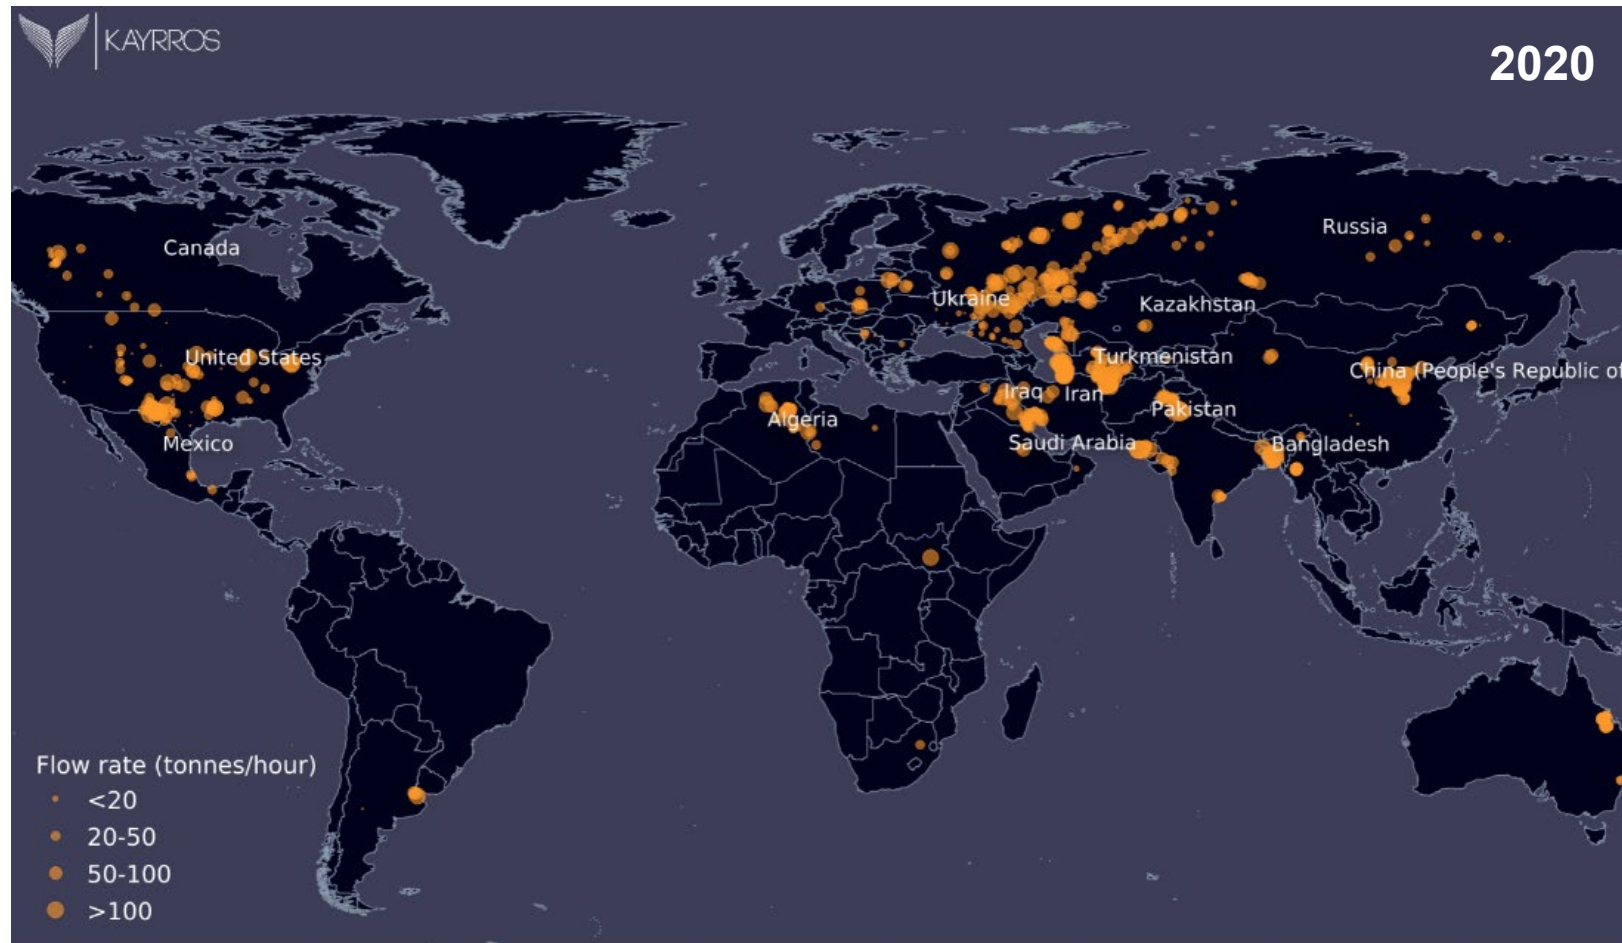 KAYRROS
2020
Canada
Russia
Ukraine
Kazakhstan
United States
Turkmenistan
China (People's Republic of
Iraq
Iran
Pakistan
Algeria
Mexico
Saudi Arabia
Bangladesh
Flow rate (tonnes/hour)
<20
20-50
50-100
>100